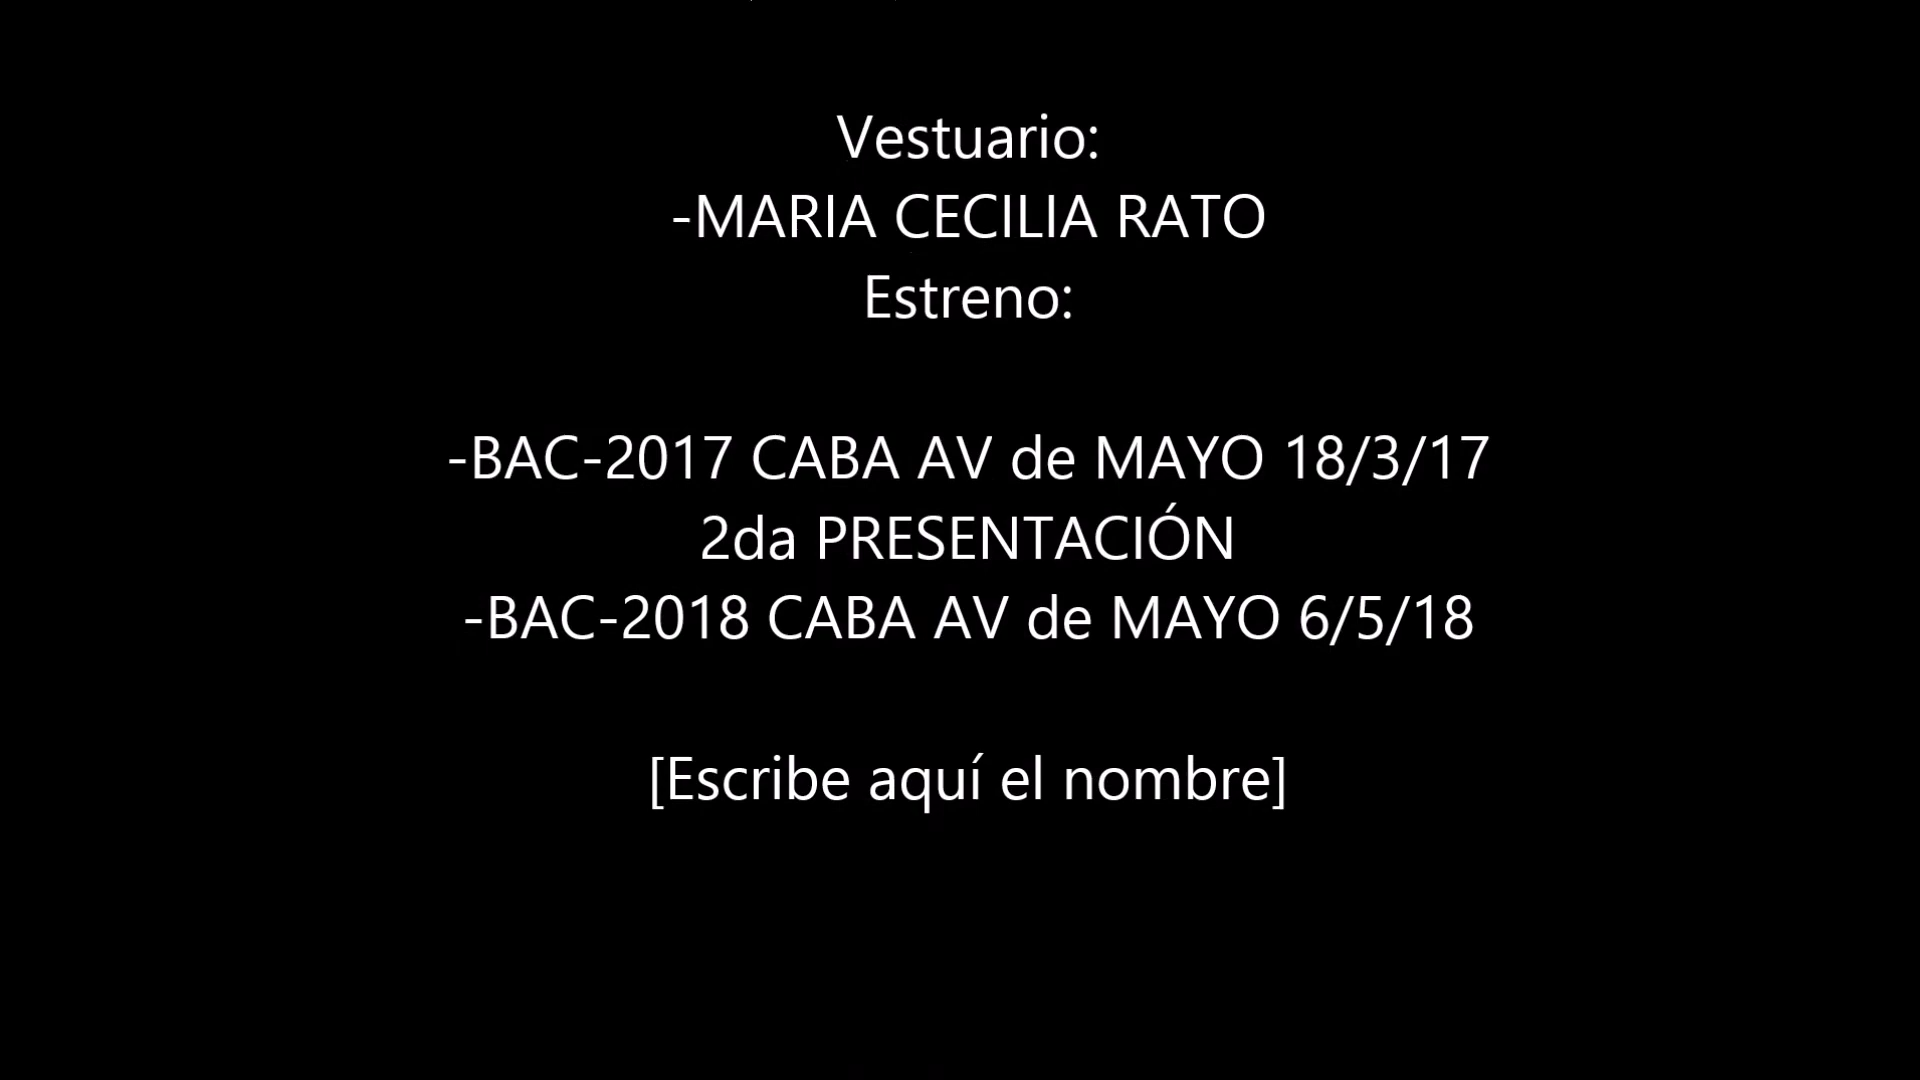 Vestuario:
-MARIA CECILIA RATO
Estreno:
-BAC-2017 CABA AV de MAYO 18/3/17
2da PRESENTACIÓN
-BAC-2018 CABA AV de MAYO 6/5/18
[Escribe aquí el nombre]